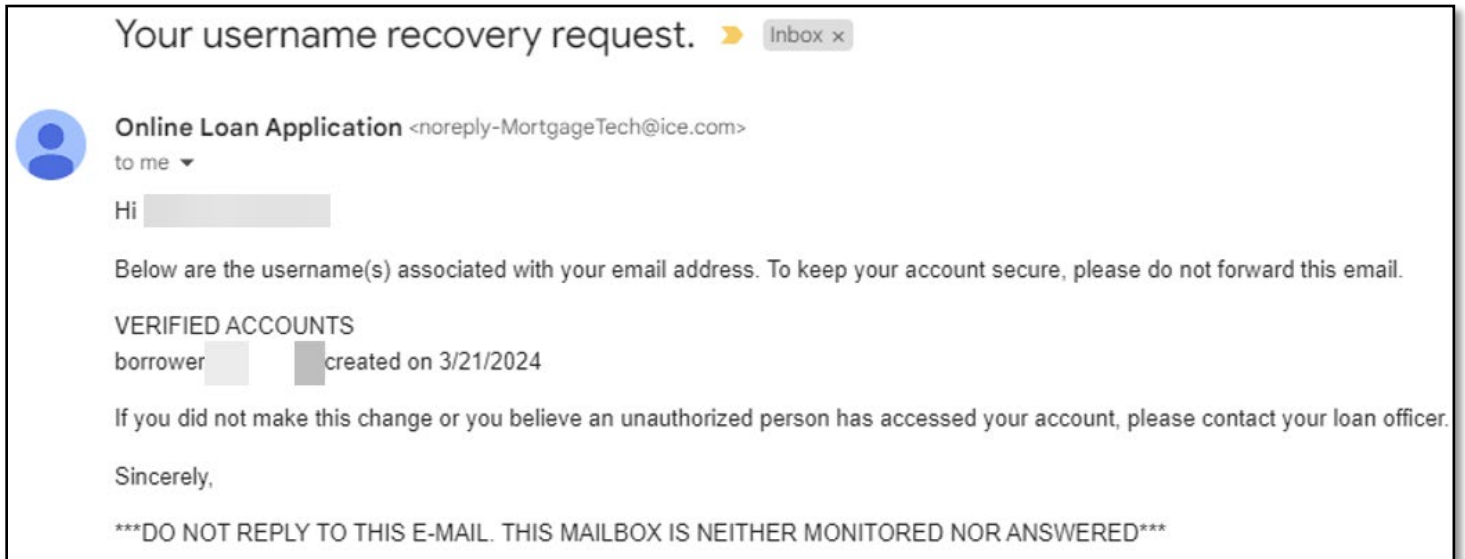 Your username recovery request. Inbox ×
Online Loan Application <noreply-MortgageTech@ice.com>
to me
Hi
Below are the username(s) associated with your email address. To keep your account secure, please do not forward this email.
VERIFIED ACCOUNTS
borrower created on 3/21/2024
If you did not make this change or you believe an unauthorized person has accessed your account, please contact your loan officer.
Sincerely,
***DO NOT REPLY TO THIS E-MAIL. THIS MAILBOX IS NEITHER MONITORED NOR ANSWERED***